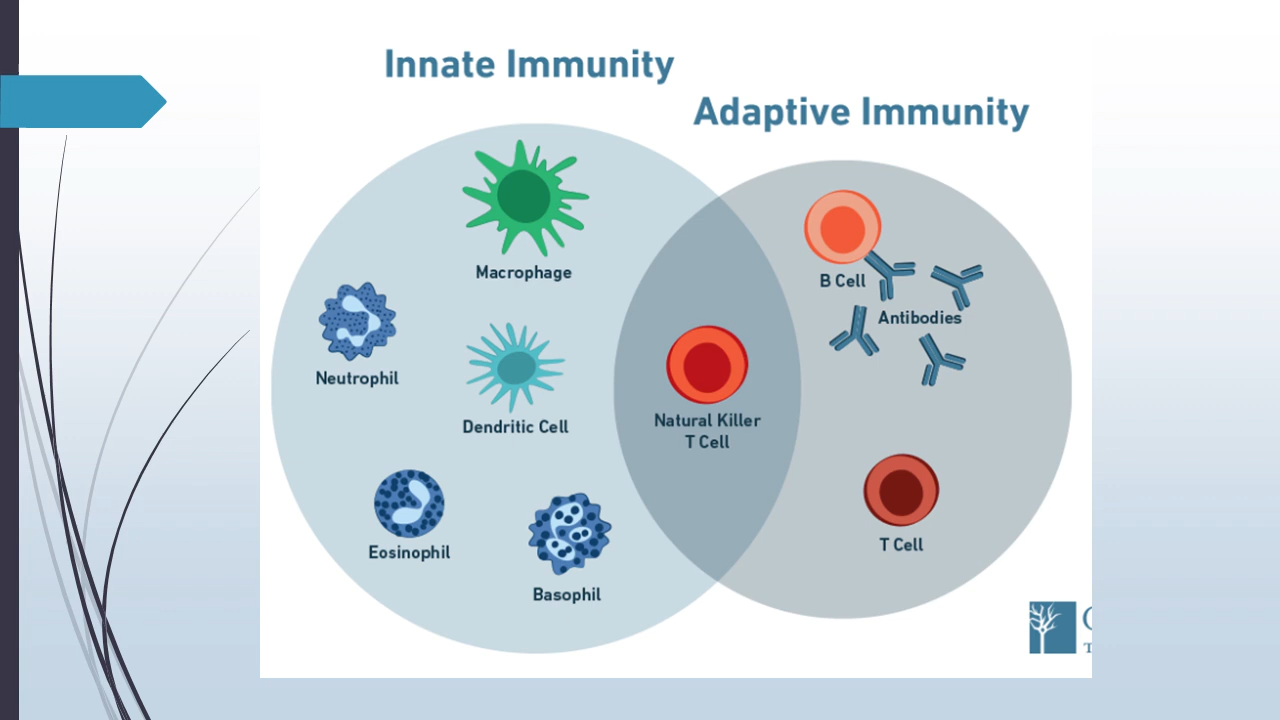 Innate Immunity
Adaptive Immunity
Macrophage
B Cell
Antibodies
Neutrophil
Dendritic Cell
Natural Killer
T Cell
Eosinophil
Basophil
T Cell